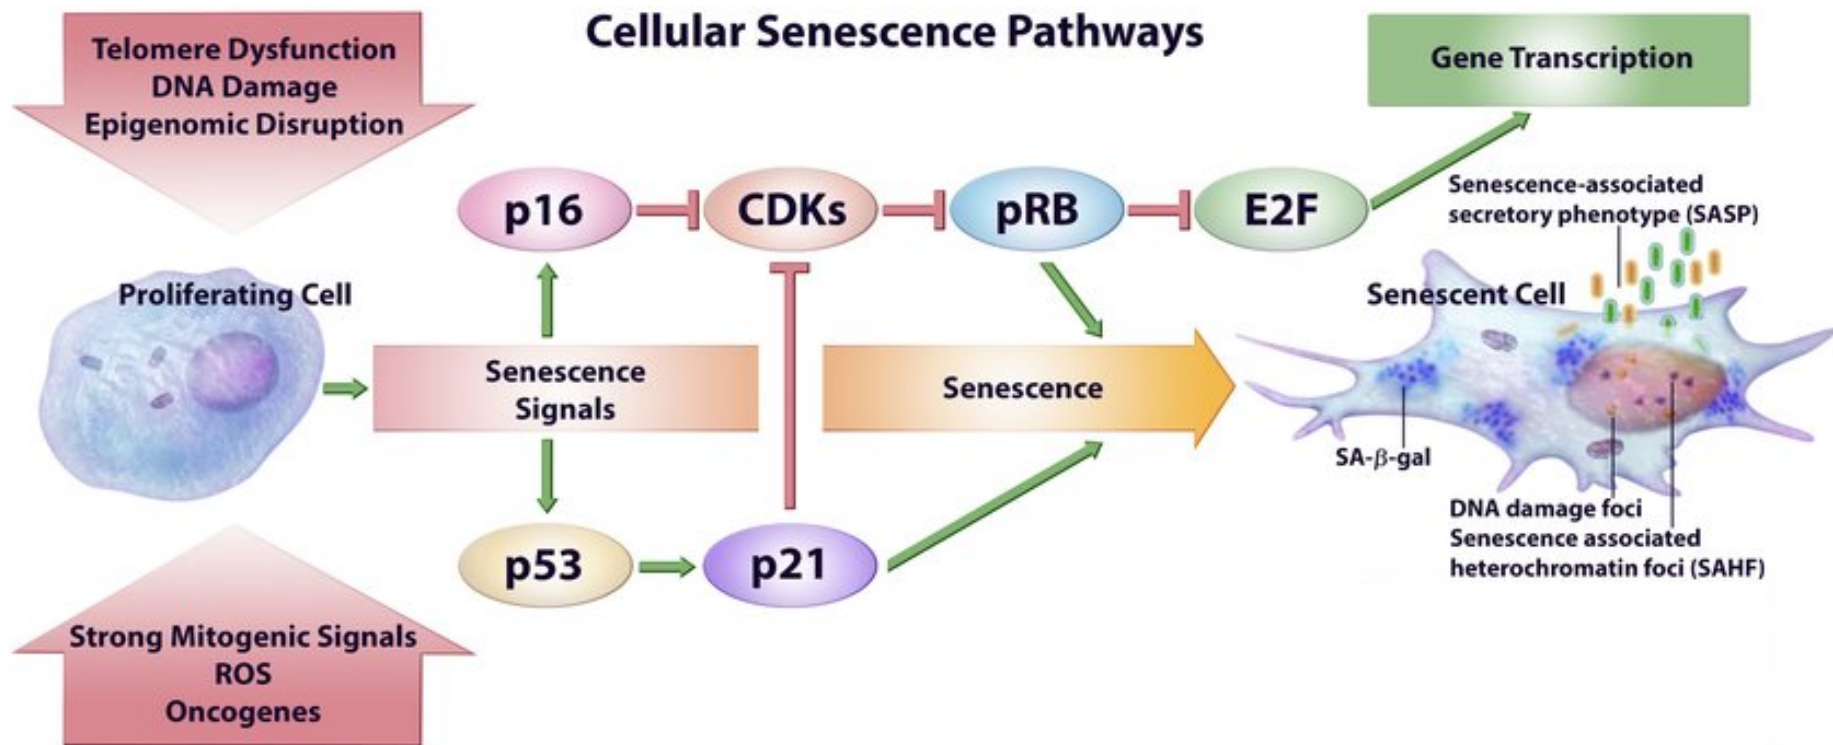 Cellular Senescence Pathways
Telomere Dysfunction
DNA Damage
Epigenomic Disruption
Gene Transcription
p16
CDKs
pRB
E2F
Senescence-associated
secretory phenotype (SASP)
Proliferating Cell
Senescent Cell
Senescence
Signals
Senescence
SA-β-gal
DNA damage foci
Senescence associated
heterochromatin foci (SAHF)
p53
p21
Strong Mitogenic Signals
ROS
Oncogenes